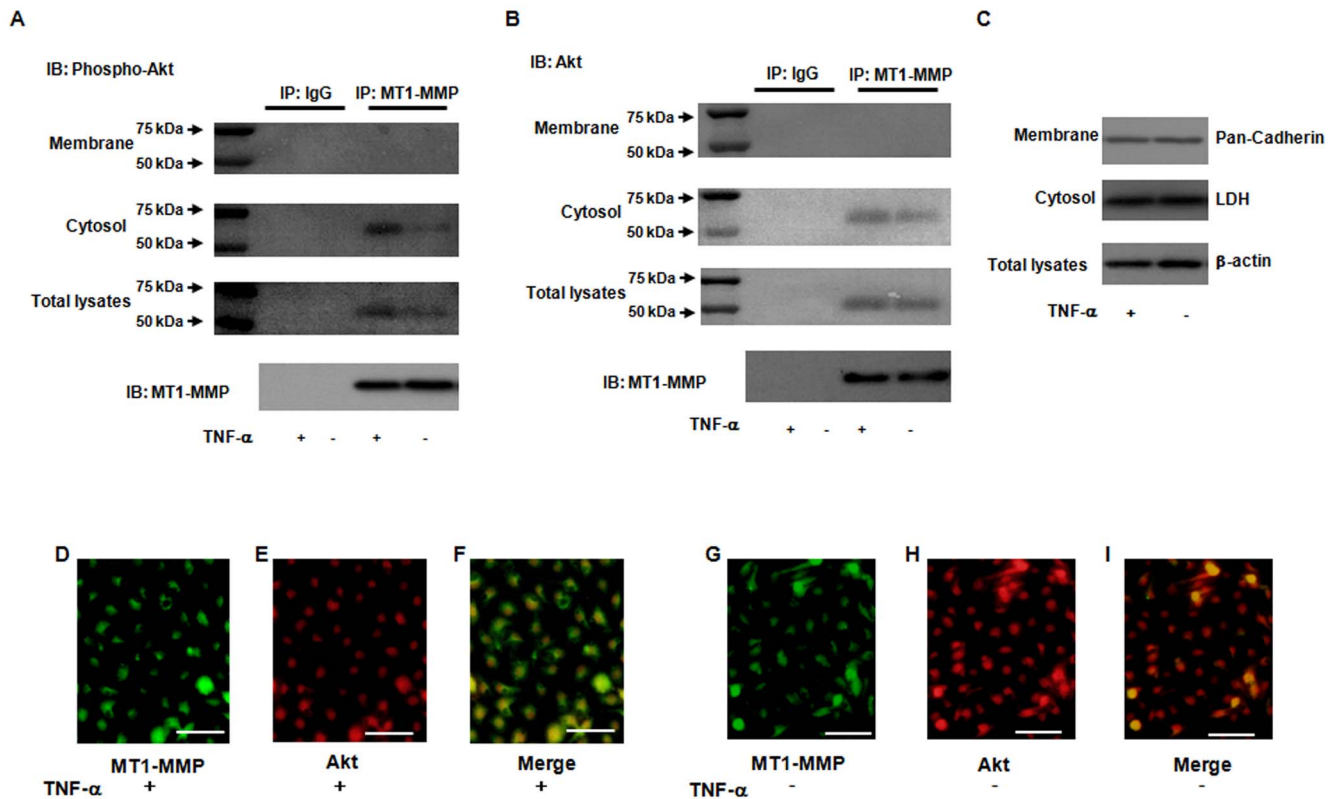 A
IB: Phospho-Akt
IP: IgG IP: MT1-MMP
75 kDa
Membrane
50 kDa
75 kDa
Cytosol
50 kDa
75 kDa
Total lysates
50 kDa
IB: MT1-MMP
TNF-α + - + -
B
IB: Akt
IP: IgG IP: MT1-MMP
75 kDa
Membrane
50 kDa
75 kDa
Cytosol
50 kDa
75 kDa
Total lysates
50 kDa
IB: MT1-MMP
TNF-α + - + -
C
Membrane Pan-Cadherin
Cytosol LDH
Total lysates β-actin
TNF-α + -
D E F
MT1-MMP Akt Merge
TNF-α + + +
G H I
MT1-MMP Akt Merge
TNF-α - - -